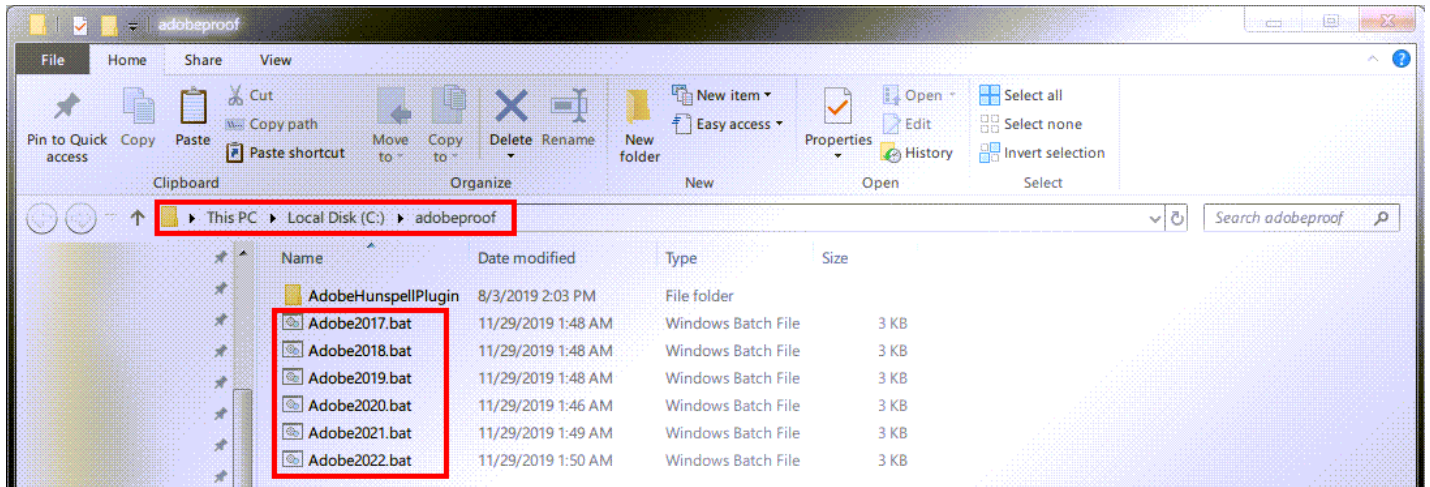 adobeproof
File Home Share View
Pin to Quick access
Copy
Paste
Cut
Copy path
Paste shortcut
Clipboard
Move to
Copy to
Delete
Rename
Organize
New folder
New item
Easy access
New
Properties
Open
Edit
History
Open
Select all
Select none
Invert selection
Select
This PC Local Disk (C:) adobeproof
Search adobeproof
Name Date modified Type Size
AdobeHunspellPlugin 8/3/2019 2:03 PM File folder
Adobe2017.bat 11/29/2019 1:48 AM Windows Batch File 3 KB
Adobe2018.bat 11/29/2019 1:48 AM Windows Batch File 3 KB
Adobe2019.bat 11/29/2019 1:48 AM Windows Batch File 3 KB
Adobe2020.bat 11/29/2019 1:46 AM Windows Batch File 3 KB
Adobe2021.bat 11/29/2019 1:49 AM Windows Batch File 3 KB
Adobe2022.bat 11/29/2019 1:50 AM Windows Batch File 3 KB